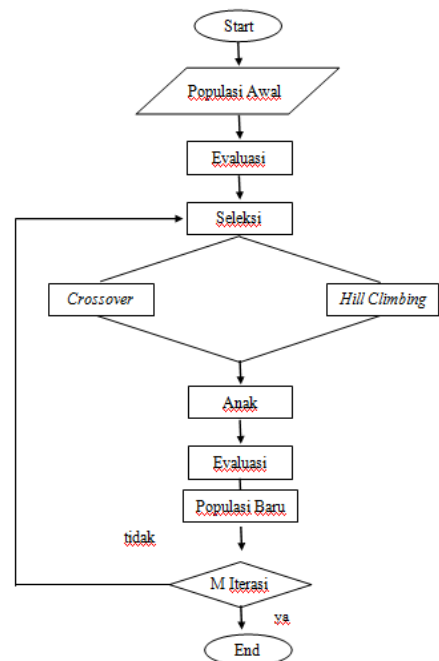 Start
Populasi Awal
Evaluasi
Seleksi
Crossover
Hill Climbing
Anak
Evaluasi
Populasi Baru
tidak
M Iterasi
ya
End